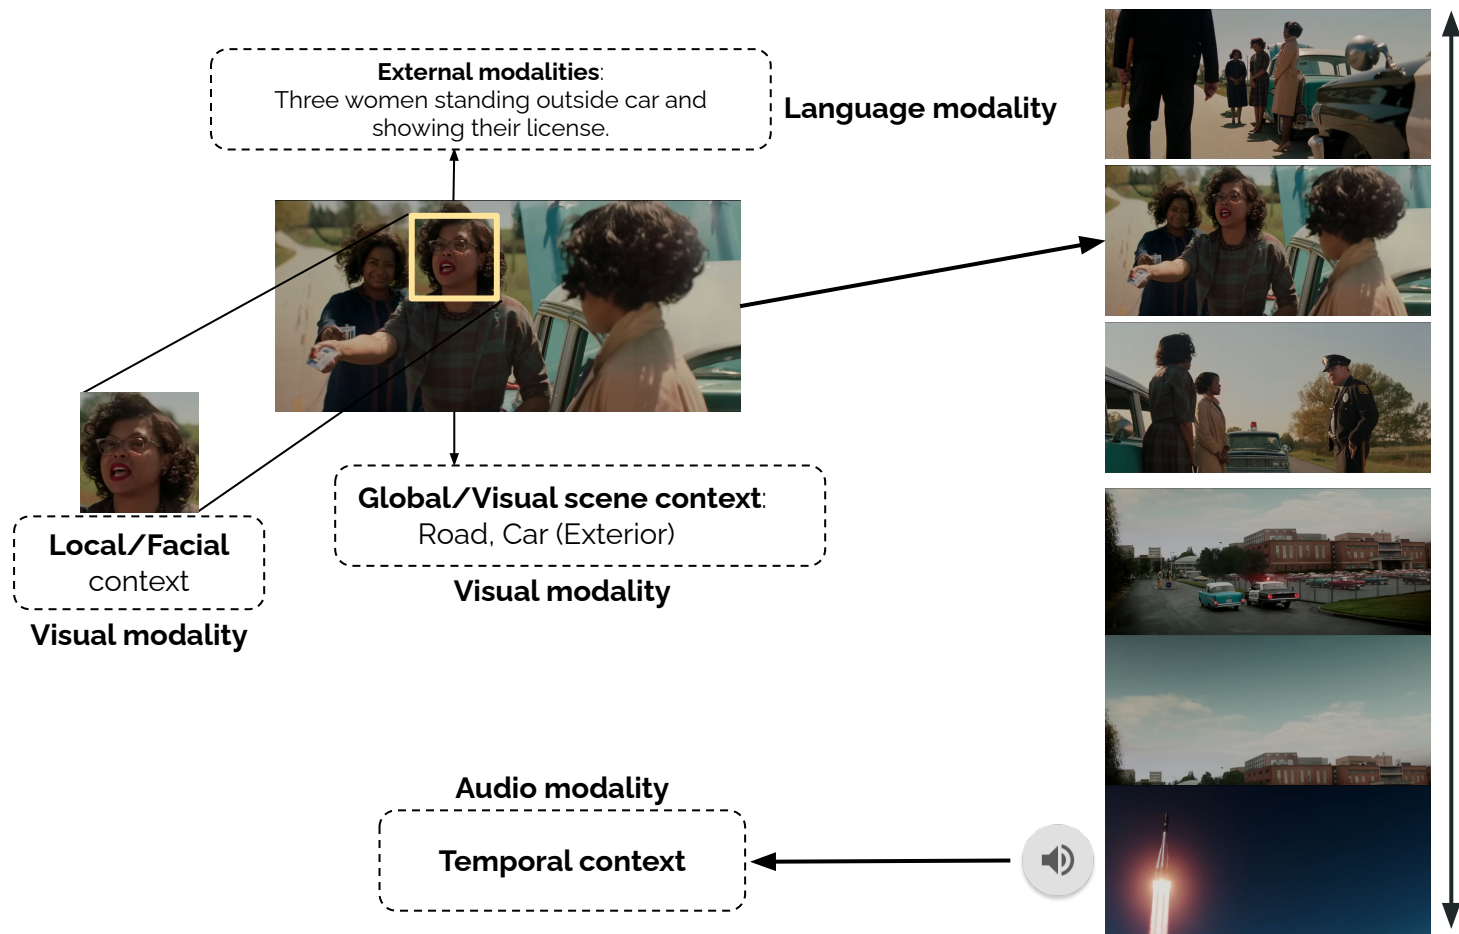 External modalities:
Three women standing outside car and
showing their license.
Language modality
Local/Facial
context
Visual modality
Global/Visual scene context:
Road, Car (Exterior)
Visual modality
Audio modality
Temporal context